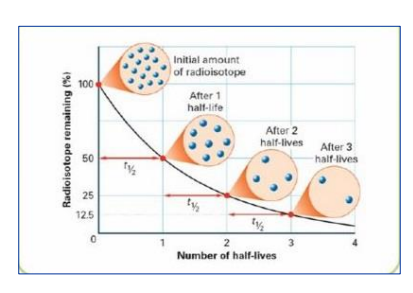 Initial amount
of radioisotope
After 1
half-life
After 2
half-lives
After 3
half-lives
Radioisotope remaining (%)
100
50
25
12.5
0
t1/2
t1/2
t1/2
1
2
3
4
Number of half-lives